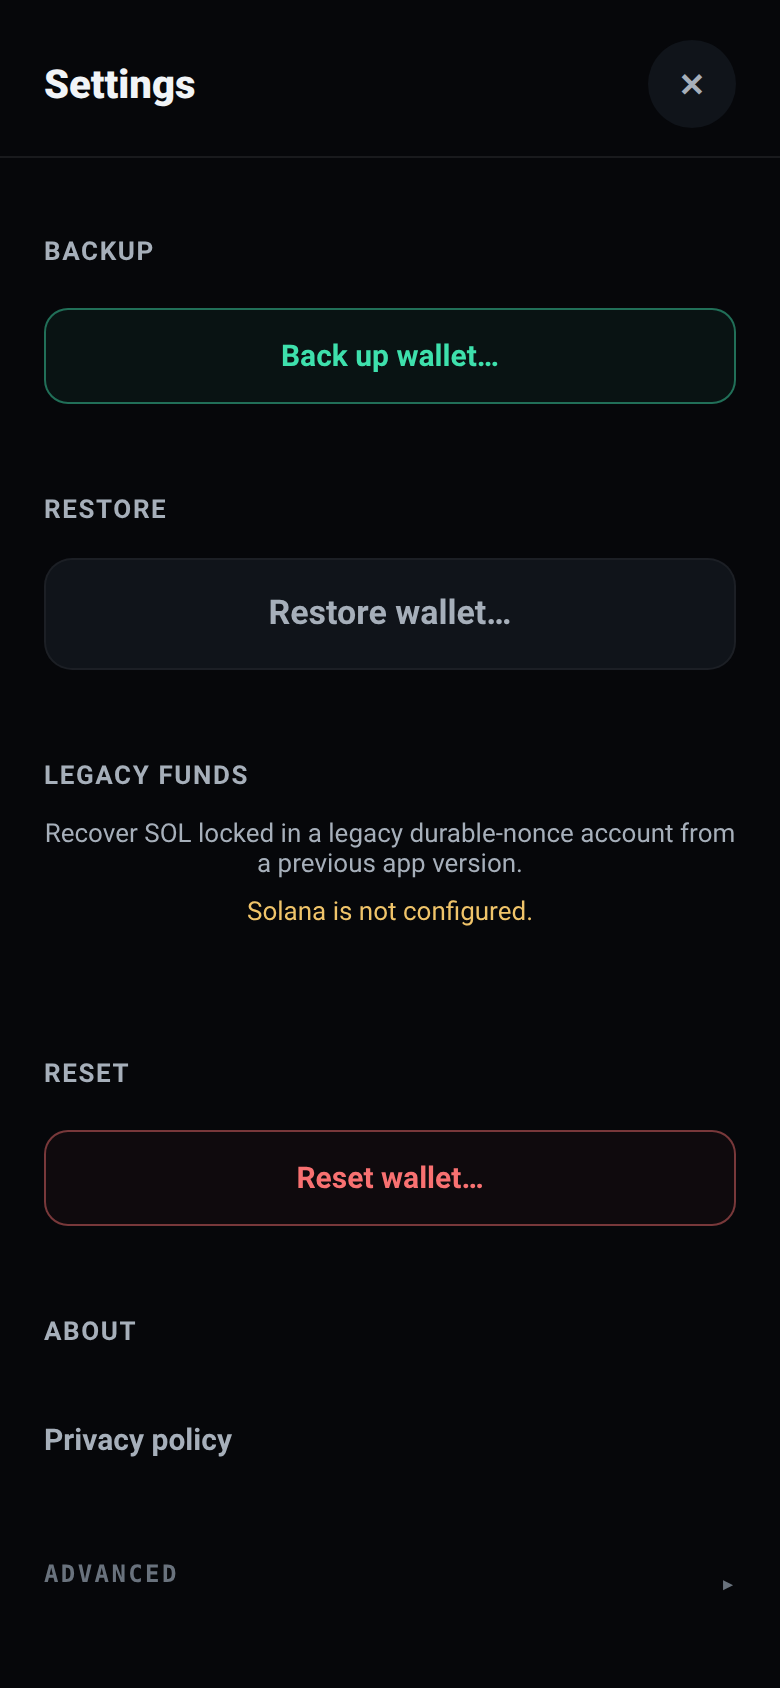 Settings
×
BACKUP
Back up wallet…
RESTORE
Restore wallet…
LEGACY FUNDS
Recover SOL locked in a legacy durable-nonce account from
a previous app version.
Solana is not configured.
RESET
Reset wallet…
ABOUT
Privacy policy
ADVANCED